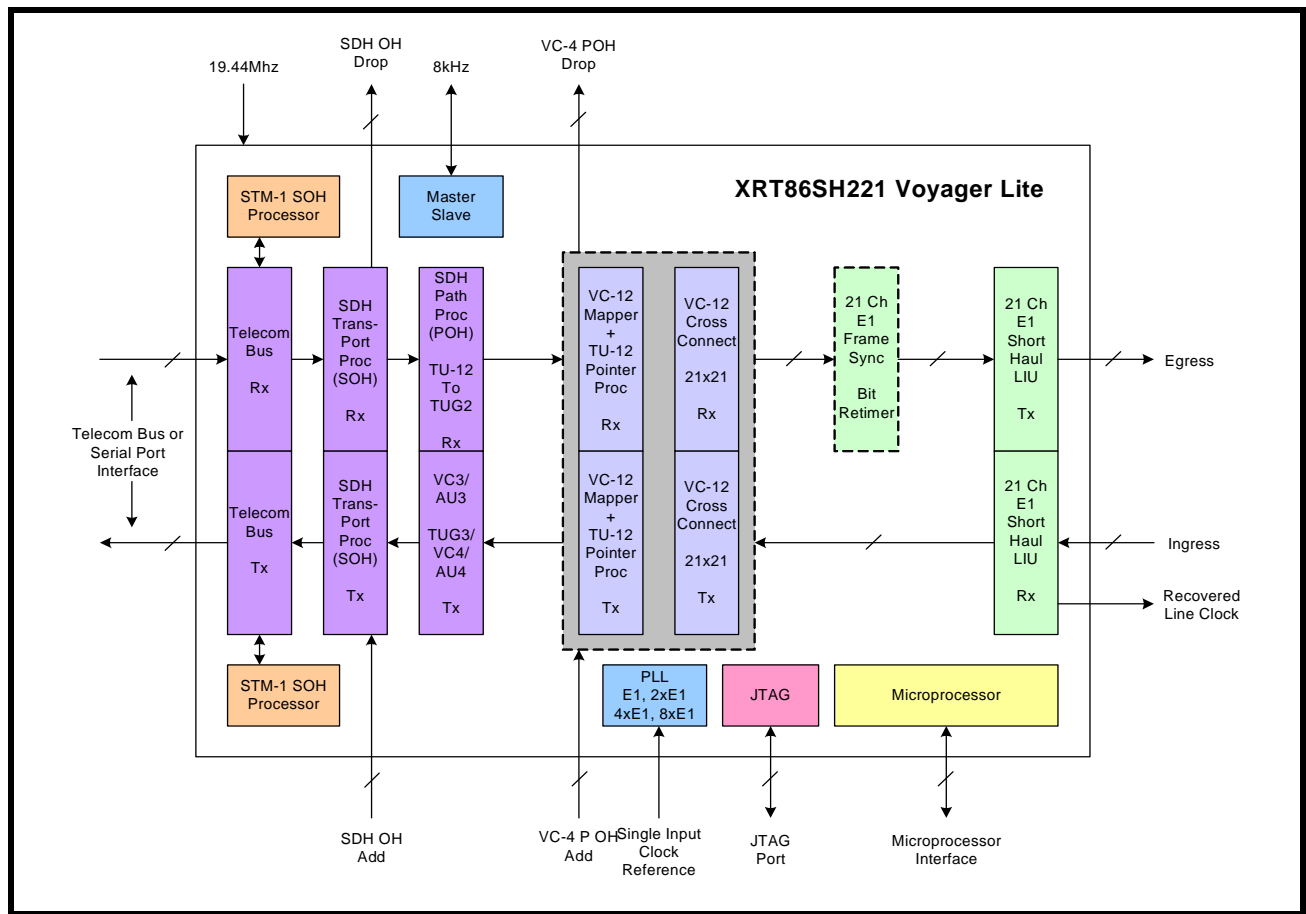 SDH OH
Drop
VC-4 POH
Drop
19.44Mhz
8kHz
XRT86SH221 Voyager Lite
STM-1 SOH
Processor
Master
Slave
Telecom
Bus
Rx
SDH
Trans-
Port
Proc
(SOH)
Rx
SDH
Path
Proc
(POH)
TU-12
To
TUG2
Rx
VC-12
Mapper
+
TU-12
Pointer
Proc
Rx
VC-12
Cross
Connect
21x21
Rx
21 Ch
E1
Frame
Sync
Bit
Retimer
21 Ch
E1
Short
Haul
LIU
Tx
Egress
Telecom Bus or
Serial Port
Interface
Telecom
Bus
Tx
SDH
Trans-
Port
Proc
(SOH)
Tx
VC3/
AU3
TUG3/
VC4/
AU4
Tx
VC-12
Mapper
+
TU-12
Pointer
Proc
Tx
VC-12
Cross
Connect
21x21
Tx
21 Ch
E1
Short
Haul
LIU
Rx
Ingress
Recovered
Line Clock
STM-1 SOH
Processor
PLL
E1, 2xE1
4xE1, 8xE1
JTAG
Microprocessor
SDH OH
Add
VC-4 P OH
Add
Single Input
Clock
Reference
JTAG
Port
Microprocessor
Interface